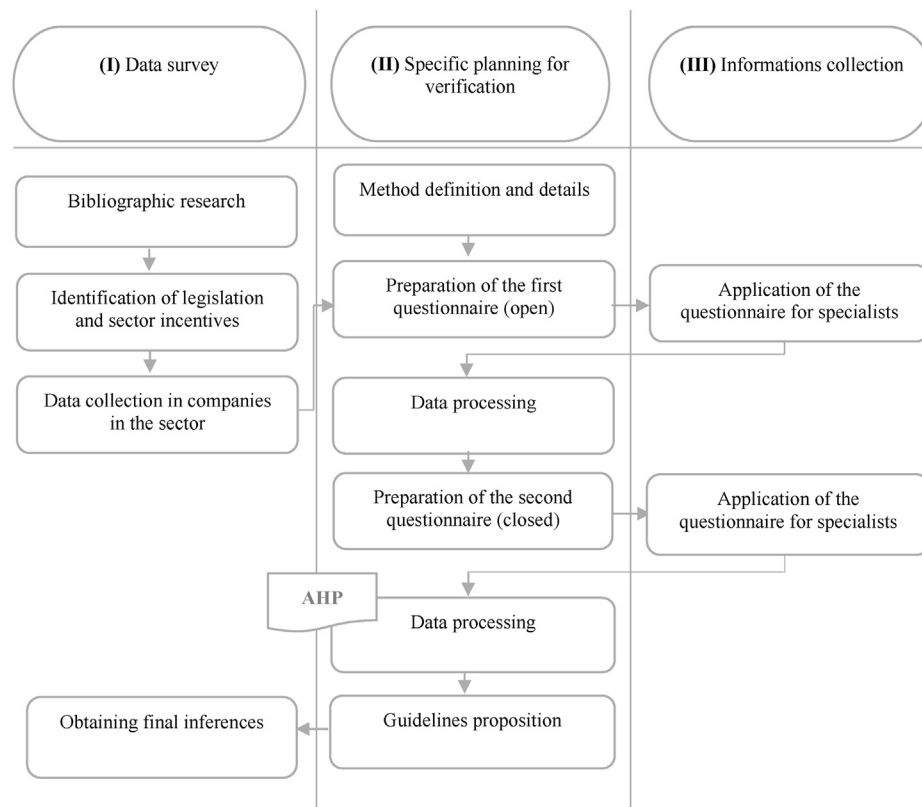 (I) Data survey
(II) Specific planning for
verification
(III) Informations collection
Bibliographic research
Method definition and details
Identification of legislation
and sector incentives
Preparation of the first
questionnaire (open)
Application of the
questionnaire for specialists
Data collection in companies
in the sector
Data processing
Preparation of the second
questionnaire (closed)
Application of the
questionnaire for specialists
AHP
Data processing
Obtaining final inferences
Guidelines proposition